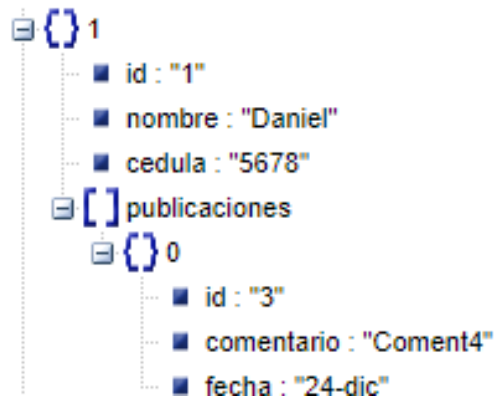 {} 1
id : "1"
nombre : "Daniel"
cedula : "5678"
[ ] publicaciones
{} 0
id : "3"
comentario : "Coment4"
fecha : "24-dic"